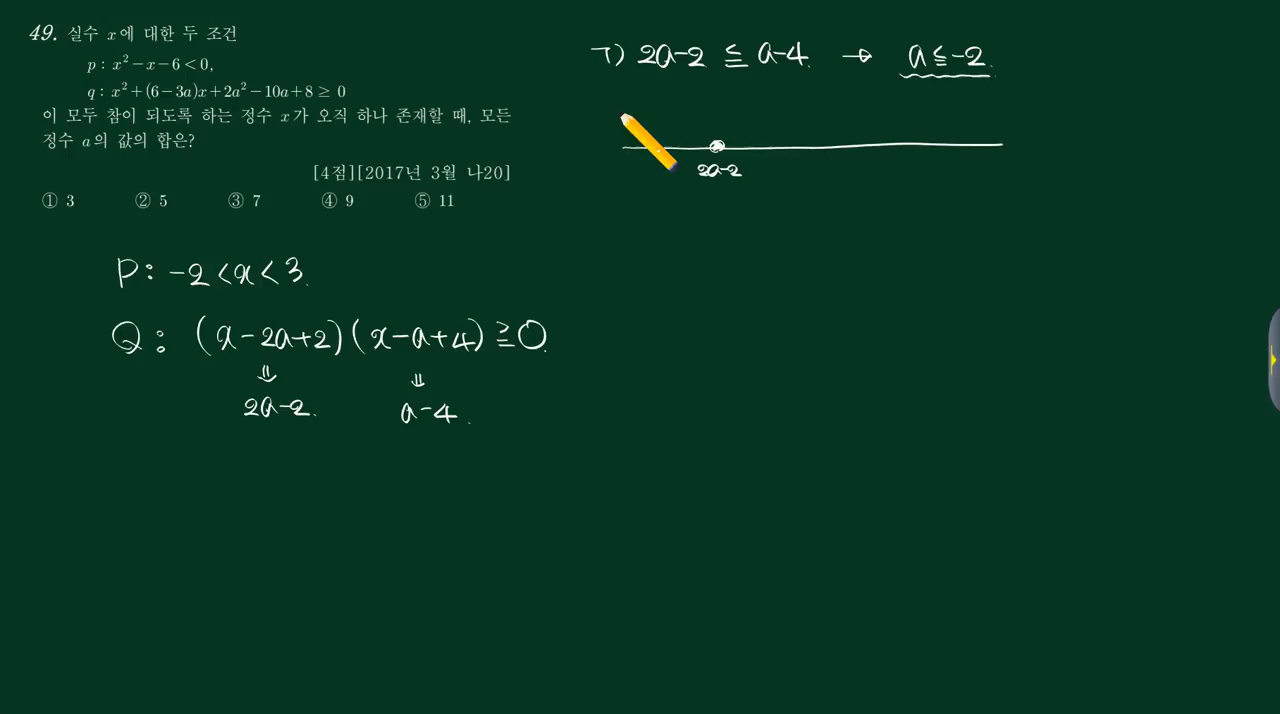 49. 실수 x에 대한 두 조건
p : x² − x − 6 < 0,
q : x² + (6 − 3a)x + 2a² − 10a + 8 ≥ 0
이 모두 참이 되도록 하는 정수 x가 오직 하나 존재할 때, 모든
정수 a의 값의 합은?
[4점][2017년 3월 나20]
① 3 ② 5 ③ 7 ④ 9 ⑤ 11
P : -2 < x < 3.
Q : (x-2a+2)(x-a+4) ≧ 0.
⇓ ⇓
2a-2. a-4.
ㄱ) 2a-2 ≦ a-4. → a ≦ -2.
2a-2